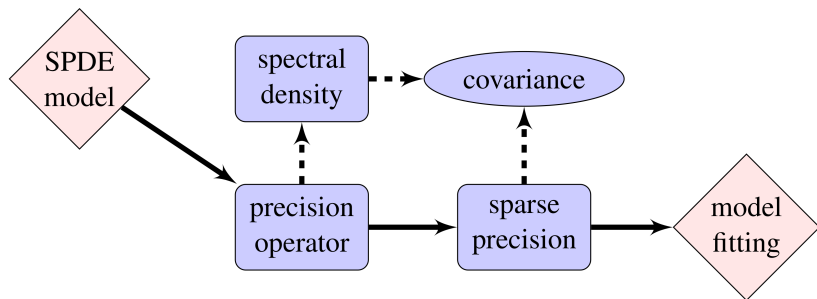 SPDE
model
spectral
density
covariance
precision
operator
sparse
precision
model
fitting